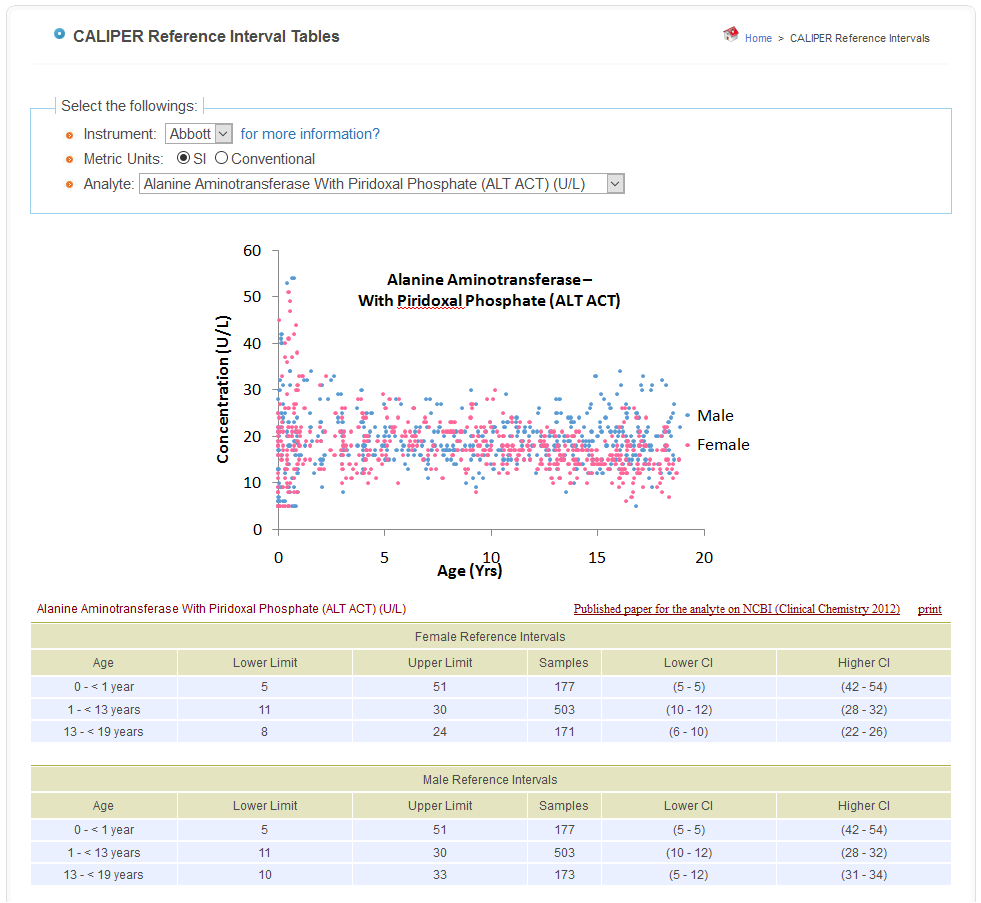 CALIPER Reference Interval Tables
Home > CALIPER Reference Intervals
Select the followings:
Instrument: Abbott for more information?
Metric Units: SI Conventional
Analyte: Alanine Aminotransferase With Piridoxal Phosphate (ALT ACT) (U/L)
Alanine Aminotransferase–
With Piridoxal Phosphate (ALT ACT)
Concentration (U/L)
60
50
40
30
20
10
0
Male
Female
0 5 10 15 20
Age (Yrs)
Alanine Aminotransferase With Piridoxal Phosphate (ALT ACT) (U/L) Published paper for the analyte on NCBI (Clinical Chemistry 2012) print
Female Reference Intervals
Age Lower Limit Upper Limit Samples Lower CI Higher CI
0 - < 1 year 5 51 177 (5 - 5) (42 - 54)
1 - < 13 years 11 30 503 (10 - 12) (28 - 32)
13 - < 19 years 8 24 171 (6 - 10) (22 - 26)
Male Reference Intervals
Age Lower Limit Upper Limit Samples Lower CI Higher CI
0 - < 1 year 5 51 177 (5 - 5) (42 - 54)
1 - < 13 years 11 30 503 (10 - 12) (28 - 32)
13 - < 19 years 10 33 173 (5 - 12) (31 - 34)